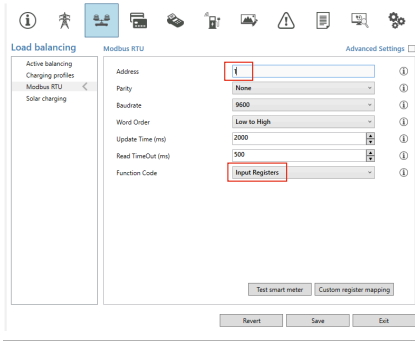 Load balancing
Modbus RTU
Advanced Settings
Active balancing
Charging profiles
Modbus RTU
Solar charging
Address
1
Parity
None
Baudrate
9600
Word Order
Low to High
Update Time (ms)
2000
Read TimeOut (ms)
500
Function Code
Input Registers
Test smart meter
Custom register mapping
Revert
Save
Exit